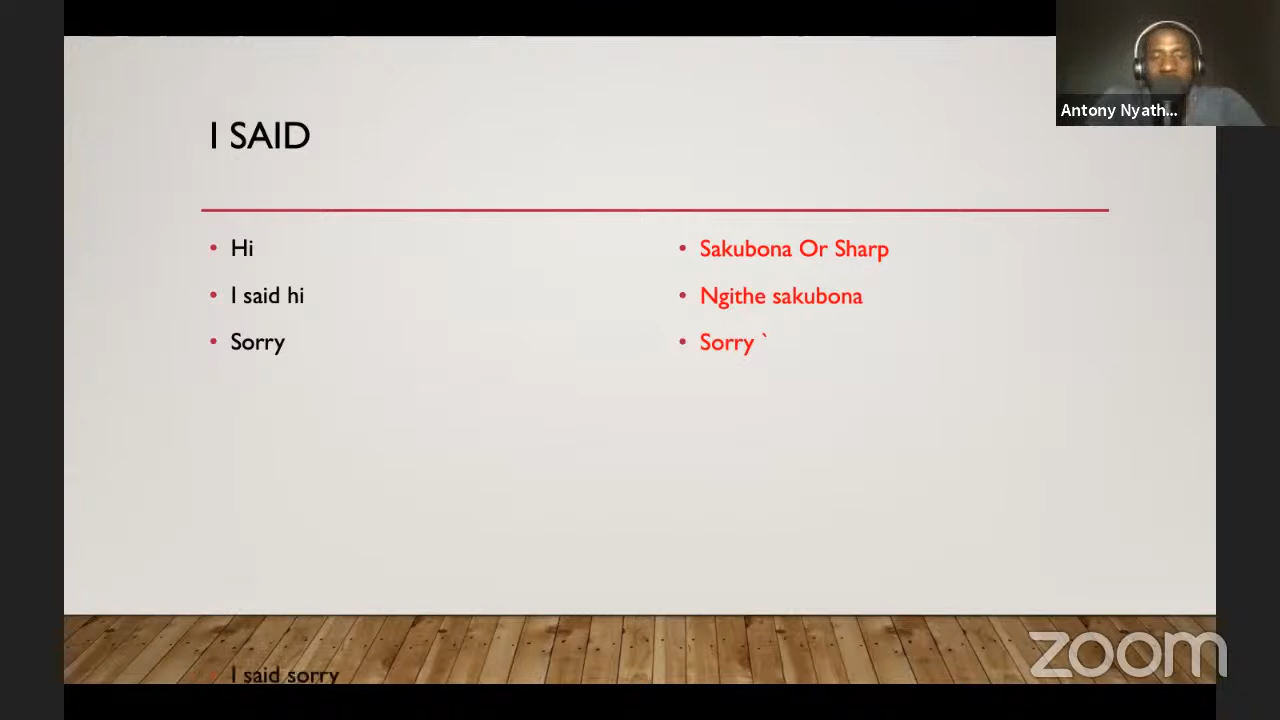 Antony Nyath...
I SAID
• Hi
• I said hi
• Sorry
• Sakubona Or Sharp
• Ngithe sakubona
• Sorry `
I said sorry
zoom